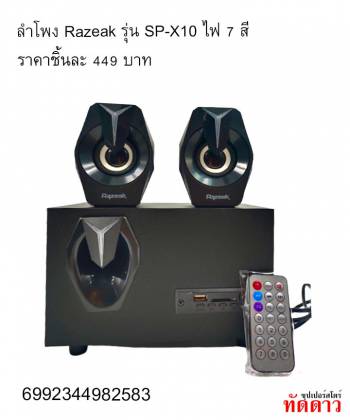 ลำโพง Razeak รุ่น SP-X10 ไฟ 7 สี
ราคาชิ้นละ 449 บาท
Razeak
Razeak
6992344982583
ซุปเปอร์สโตร์
ทัดดาว